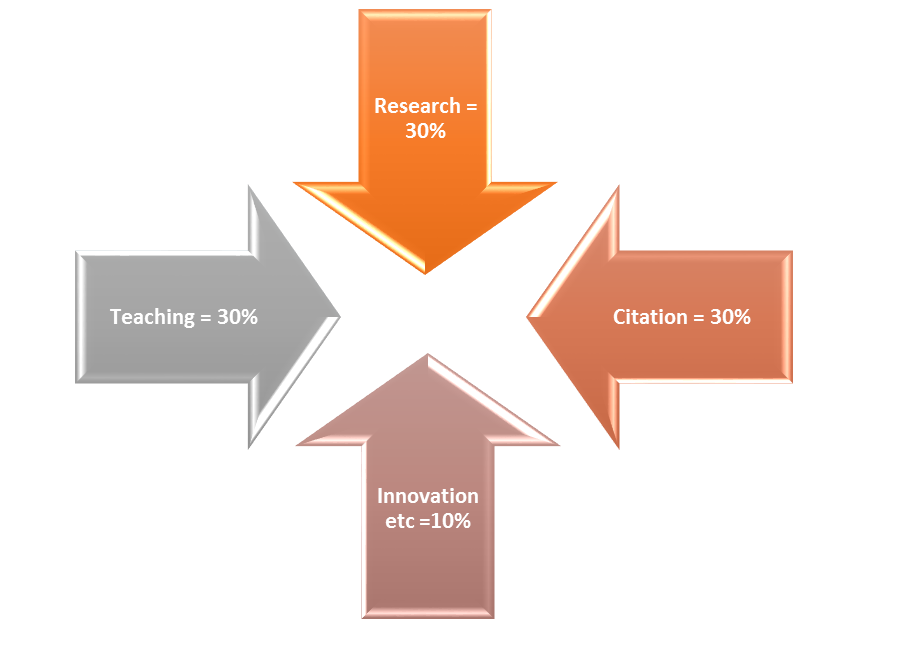 Research =
30%
Teaching = 30%
Citation = 30%
Innovation
etc =10%